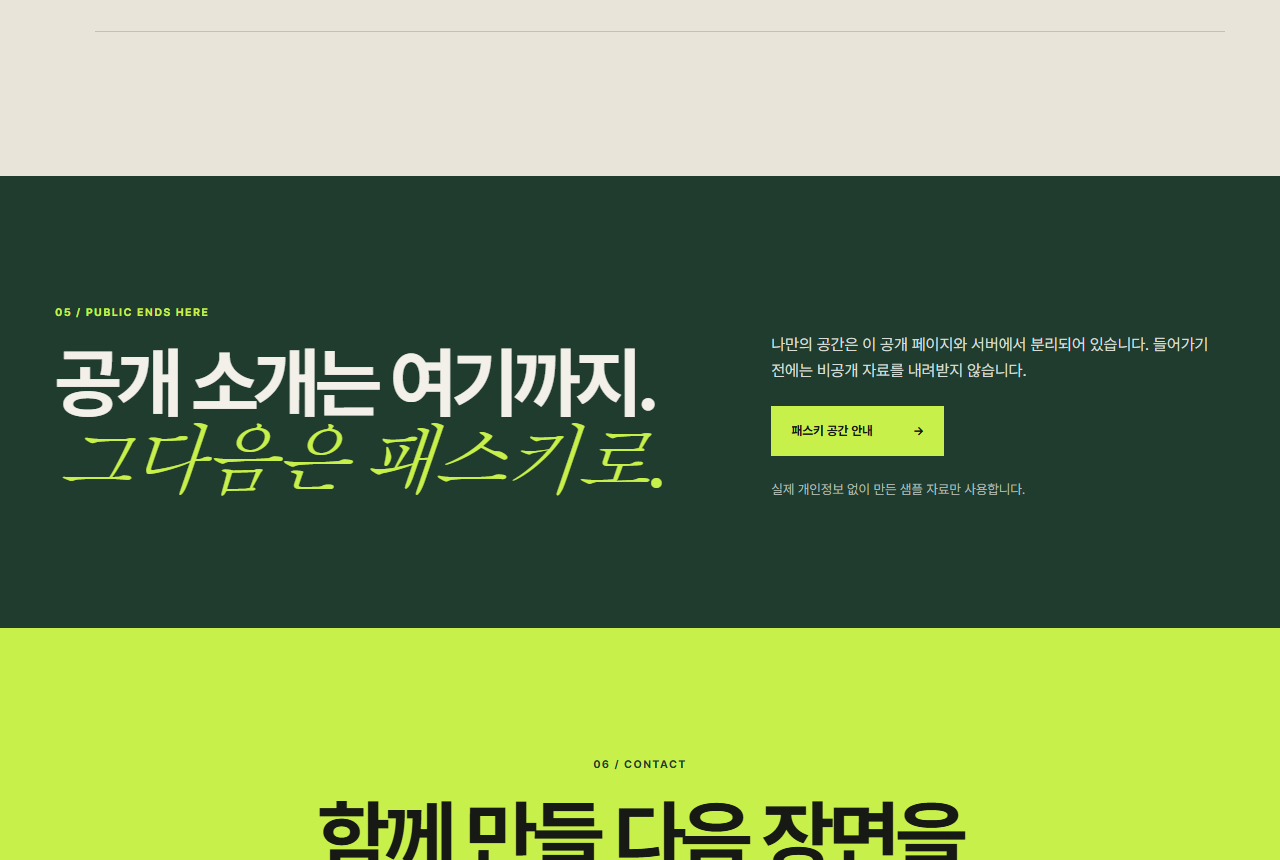 05 / PUBLIC ENDS HERE
공개 소개는 여기까지.
그다음은 패스키로.
나만의 공간은 이 공개 페이지와 서버에서 분리되어 있습니다. 들어가기
전에는 비공개 자료를 내려받지 않습니다.
패스키 공간 안내 →
실제 개인정보 없이 만든 샘플 자료만 사용합니다.
06 / CONTACT
함께 만들 다음 장면을